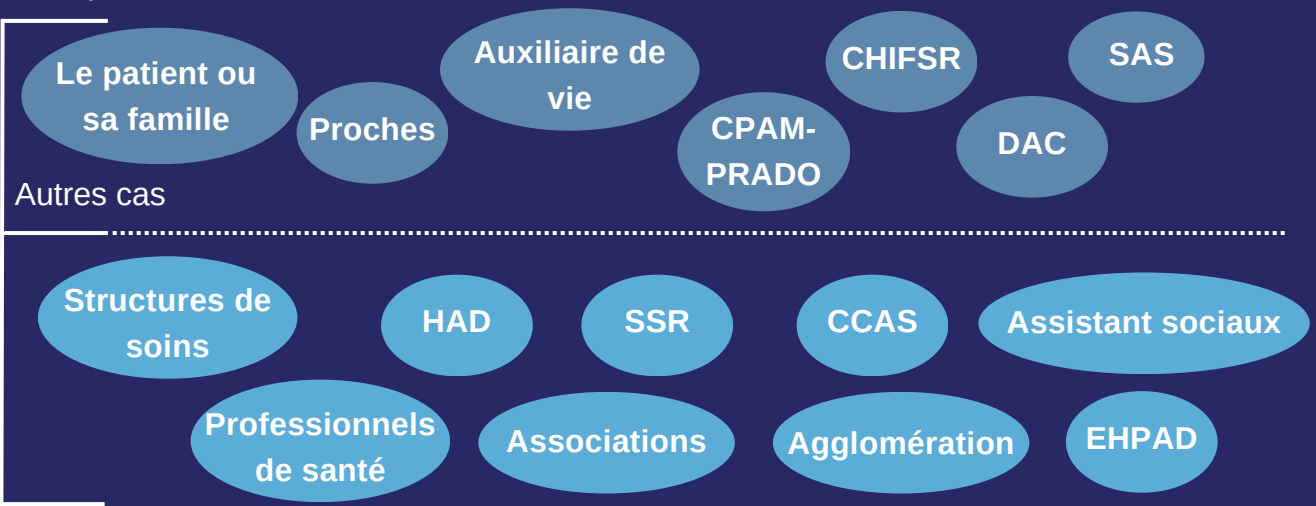 Le patient ou
sa famille
Proches
Auxiliaire de
vie
CPAM-
PRADO
CHIFSR
DAC
SAS
Autres cas
Structures de
soins
HAD
SSR
CCAS
Assistant sociaux
Professionnels
de santé
Associations
Agglomération
EHPAD